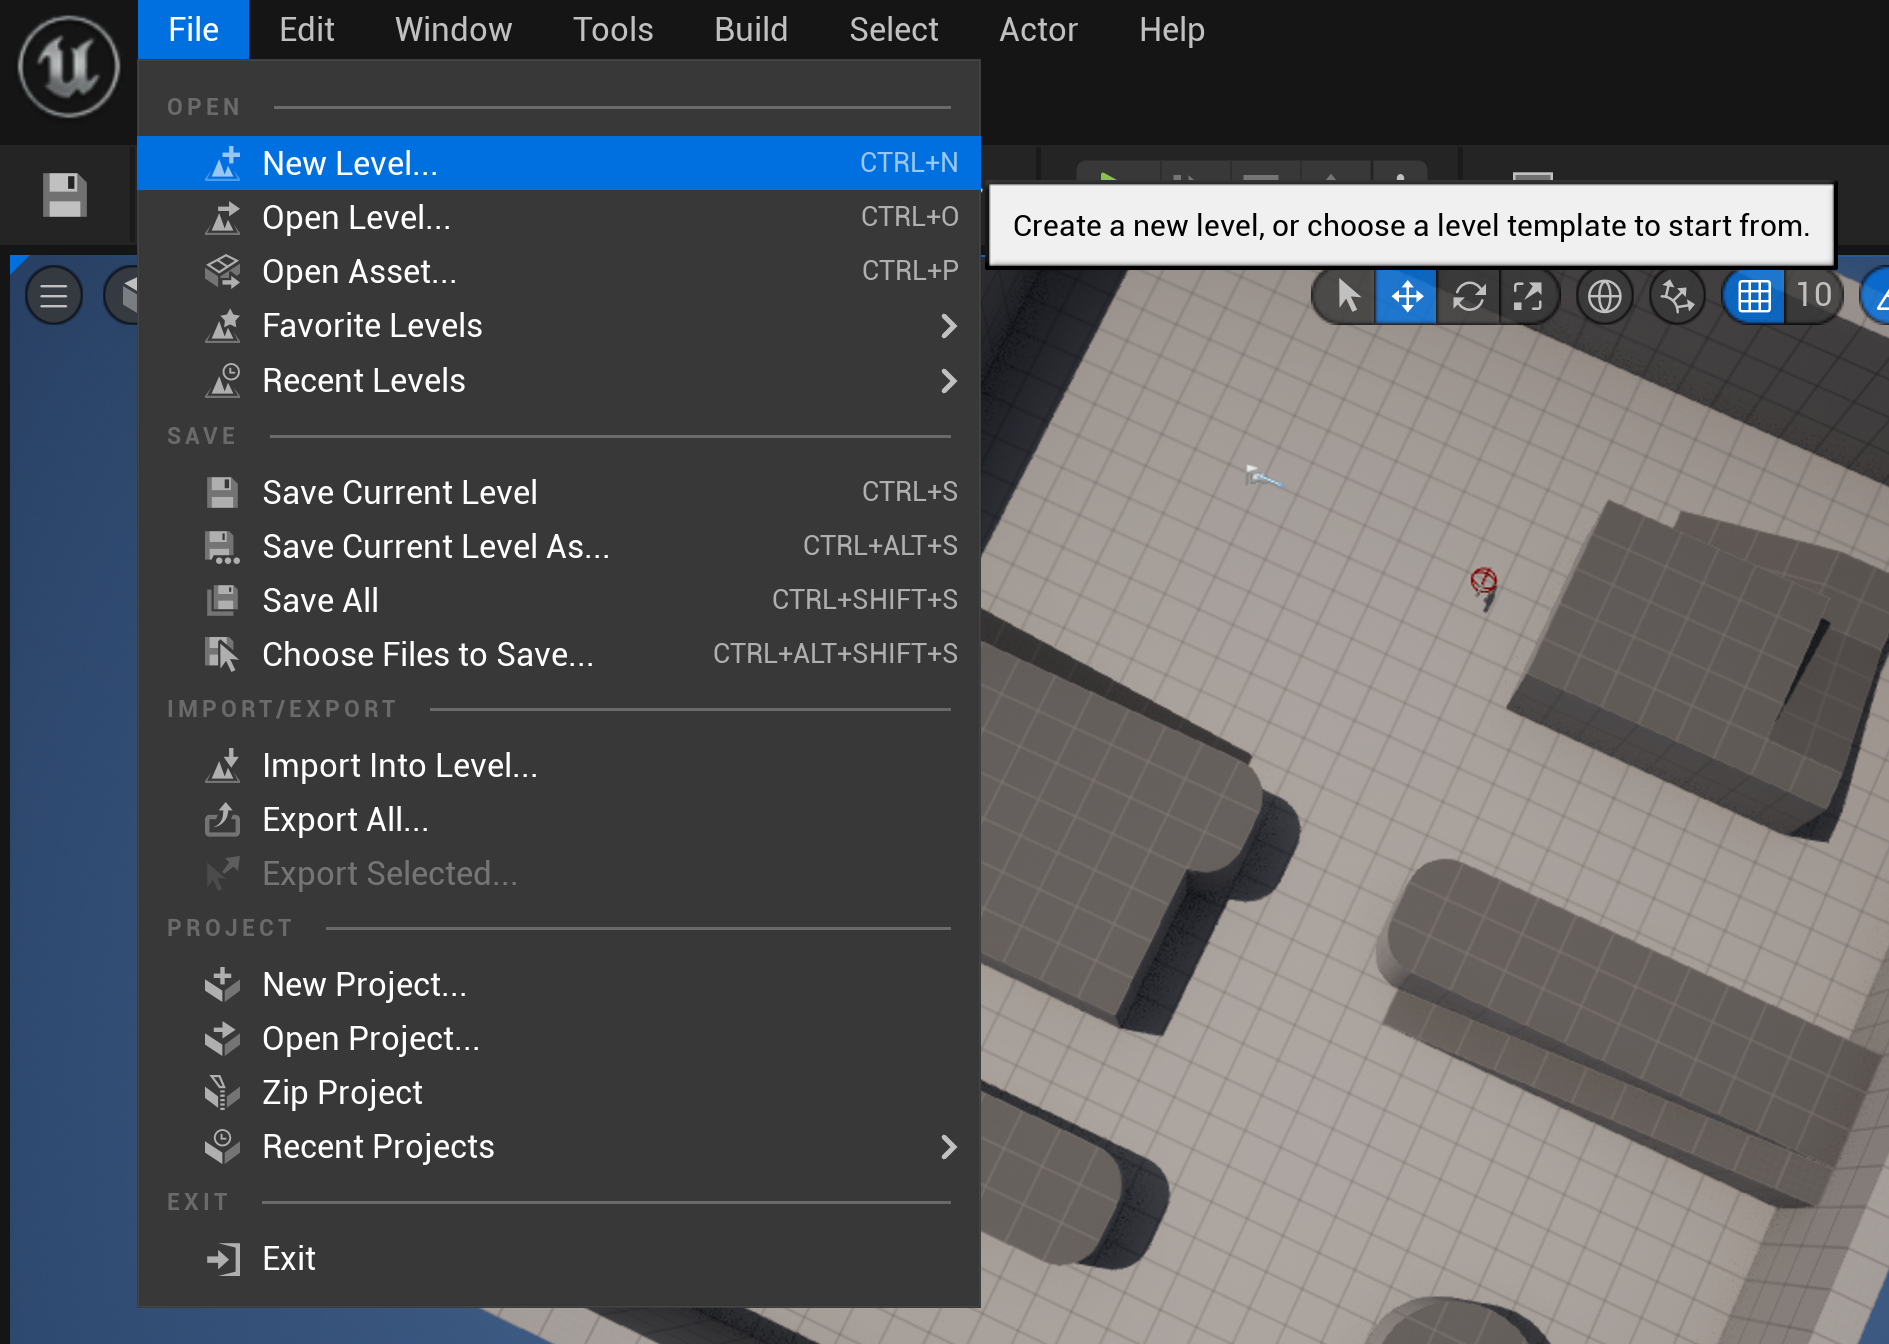 File Edit Window Tools Build Select Actor Help
OPEN
New Level... CTRL+N
Create a new level, or choose a level template to start from.
Open Level... CTRL+O
Open Asset... CTRL+P
10
Favorite Levels
Recent Levels
SAVE
Save Current Level CTRL+S
Save Current Level As... CTRL+ALT+S
Save All CTRL+SHIFT+S
Choose Files to Save... CTRL+ALT+SHIFT+S
IMPORT/EXPORT
Import Into Level...
Export All...
Export Selected...
PROJECT
New Project...
Open Project...
Zip Project
Recent Projects
EXIT
Exit